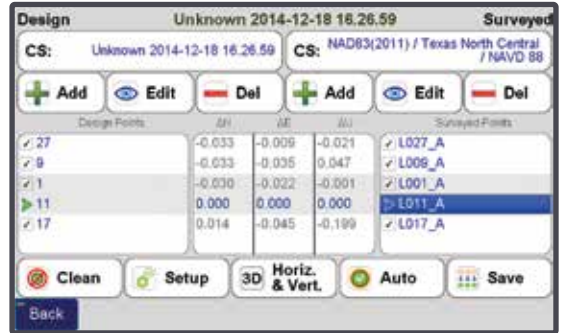 Design Unknown 2014-12-18 16.26.59 Surveyed
CS: Unknown 2014-12-18 16.26.59 CS: NAD83(2011) / Texas North Central / NAVD 88
Add Edit Del Add Edit Del
Design Points ΔN ΔE ΔU Surveyed Points
27 -0.033 -0.009 -0.021 L027_A
9 -0.033 -0.035 0.047 L009_A
1 -0.030 -0.022 -0.001 L001_A
11 0.000 0.000 0.000 L011_A
17 0.014 -0.045 -0.199 L017_A
Clean Setup 3D Horiz. & Vert. Auto Save
Back